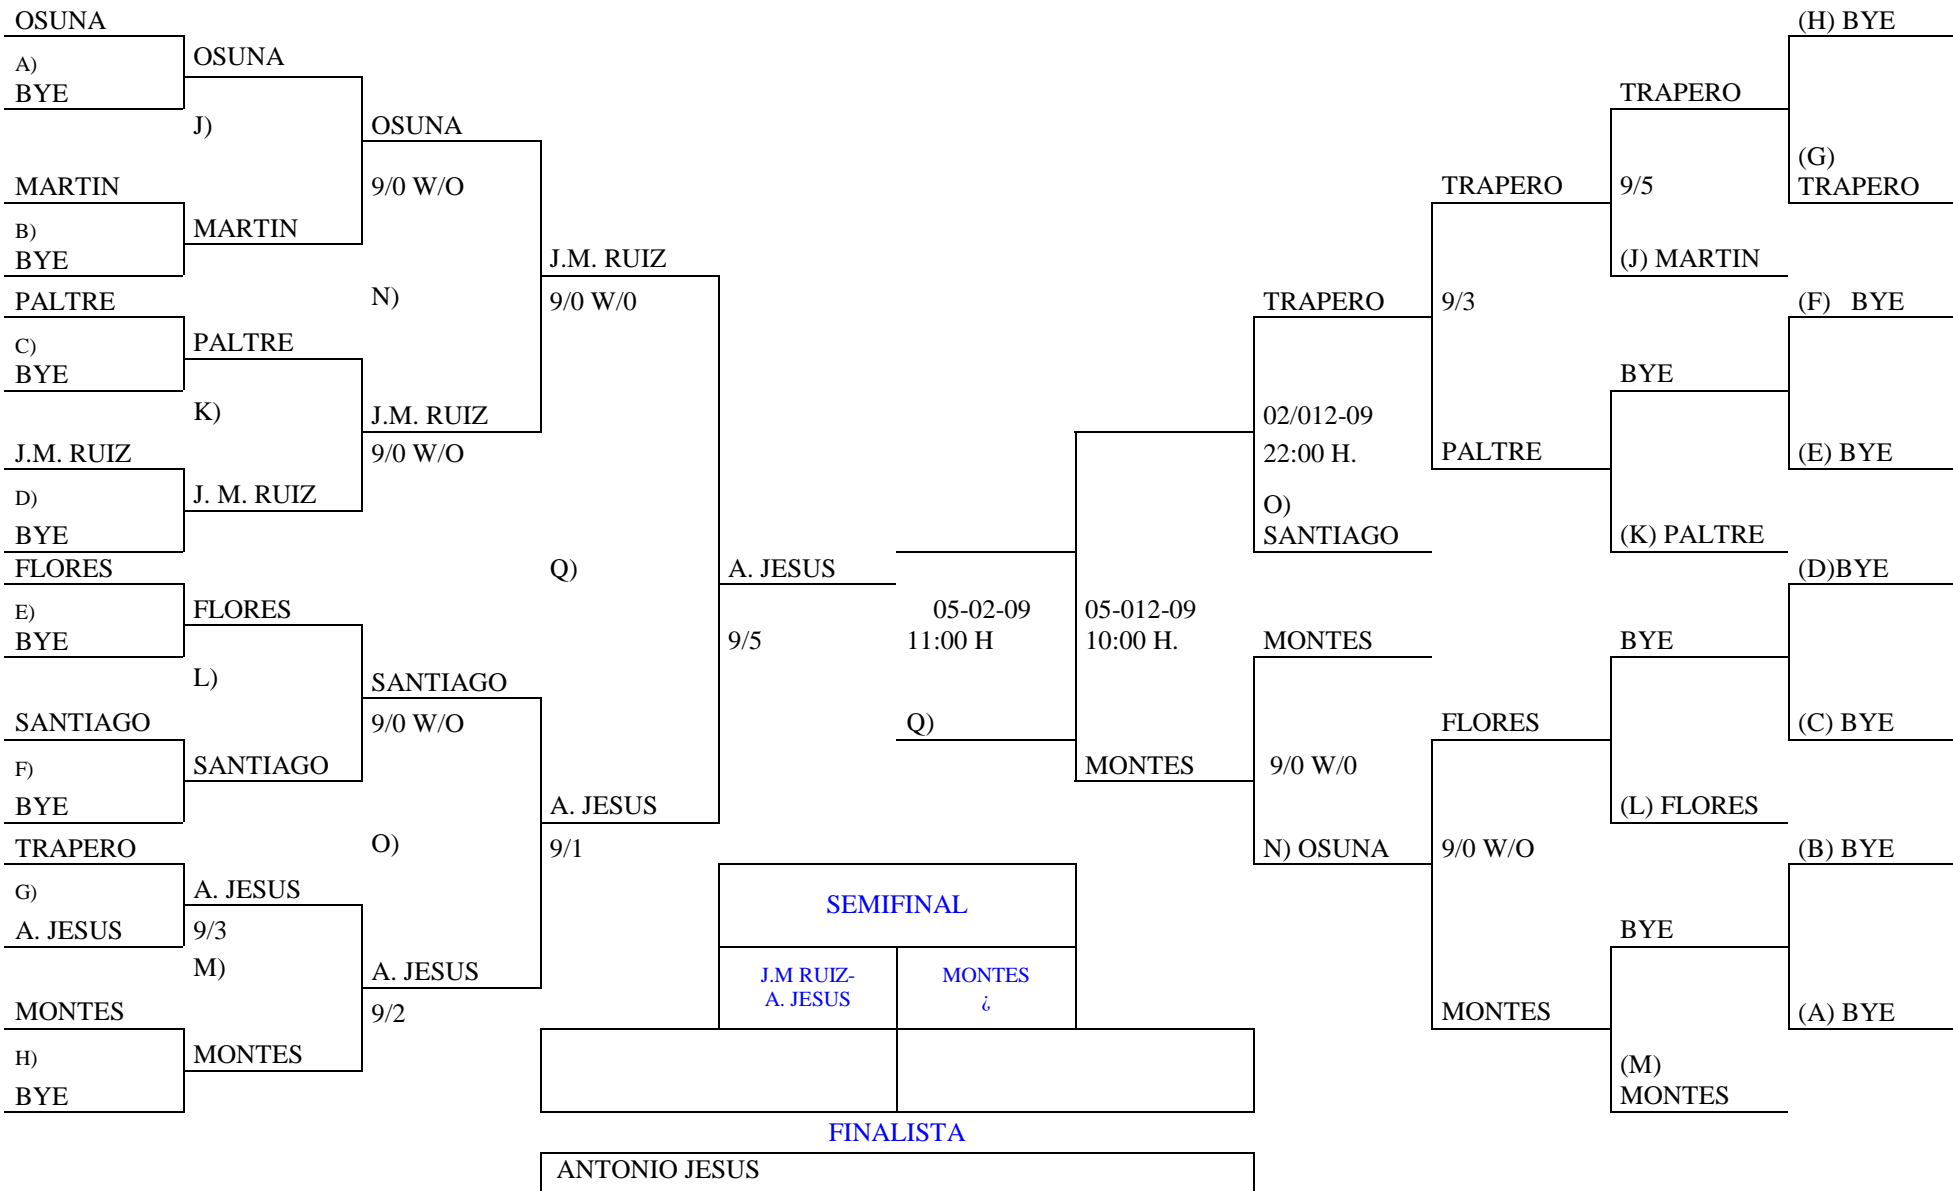 OSUNA
A)
BYE
MARTIN
B)
BYE
PALTRE
C)
BYE
J.M. RUIZ
D)
BYE
FLORES
E)
BYE
SANTIAGO
F)
BYE
TRAPERO
G)
A. JESUS
MONTES
H)
BYE
OSUNA
J)
MARTIN
PALTRE
K)
J. M. RUIZ
FLORES
L)
SANTIAGO
A. JESUS
9/3
M)
MONTES
OSUNA
9/0 W/O
N)
J.M. RUIZ
9/0 W/O
SANTIAGO
9/0 W/O
O)
A. JESUS
9/2
J.M. RUIZ
9/0 W/0
Q)
A. JESUS
9/1
A. JESUS
9/5
05-02-09
11:00 H
Q)
05-012-09
10:00 H.
MONTES
TRAPERO
02/012-09
22:00 H.
O)
SANTIAGO
MONTES
9/0 W/0
N) OSUNA
TRAPERO
9/3
PALTRE
FLORES
9/0 W/O
MONTES
TRAPERO
9/5
(J) MARTIN
BYE
(K) PALTRE
BYE
(L) FLORES
BYE
(M)
MONTES
(H) BYE
(G)
TRAPERO
(F) BYE
(E) BYE
(D)BYE
(C) BYE
(B) BYE
(A) BYE
SEMIFINAL
J.M RUIZ-
A. JESUS
MONTES
¿
FINALISTA
ANTONIO JESUS